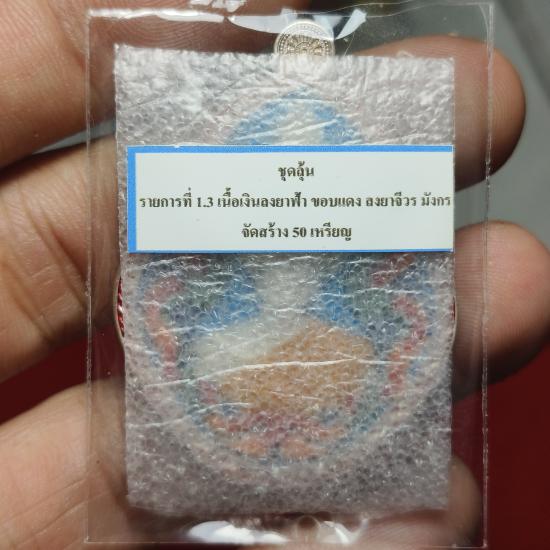 ชุดลุ้น
รายการที่ 1.3 เนื้อเงินลงยาฟ้า ขอบแดง ลงยาจีวร มังกร
จัดสร้าง 50 เหรียญ